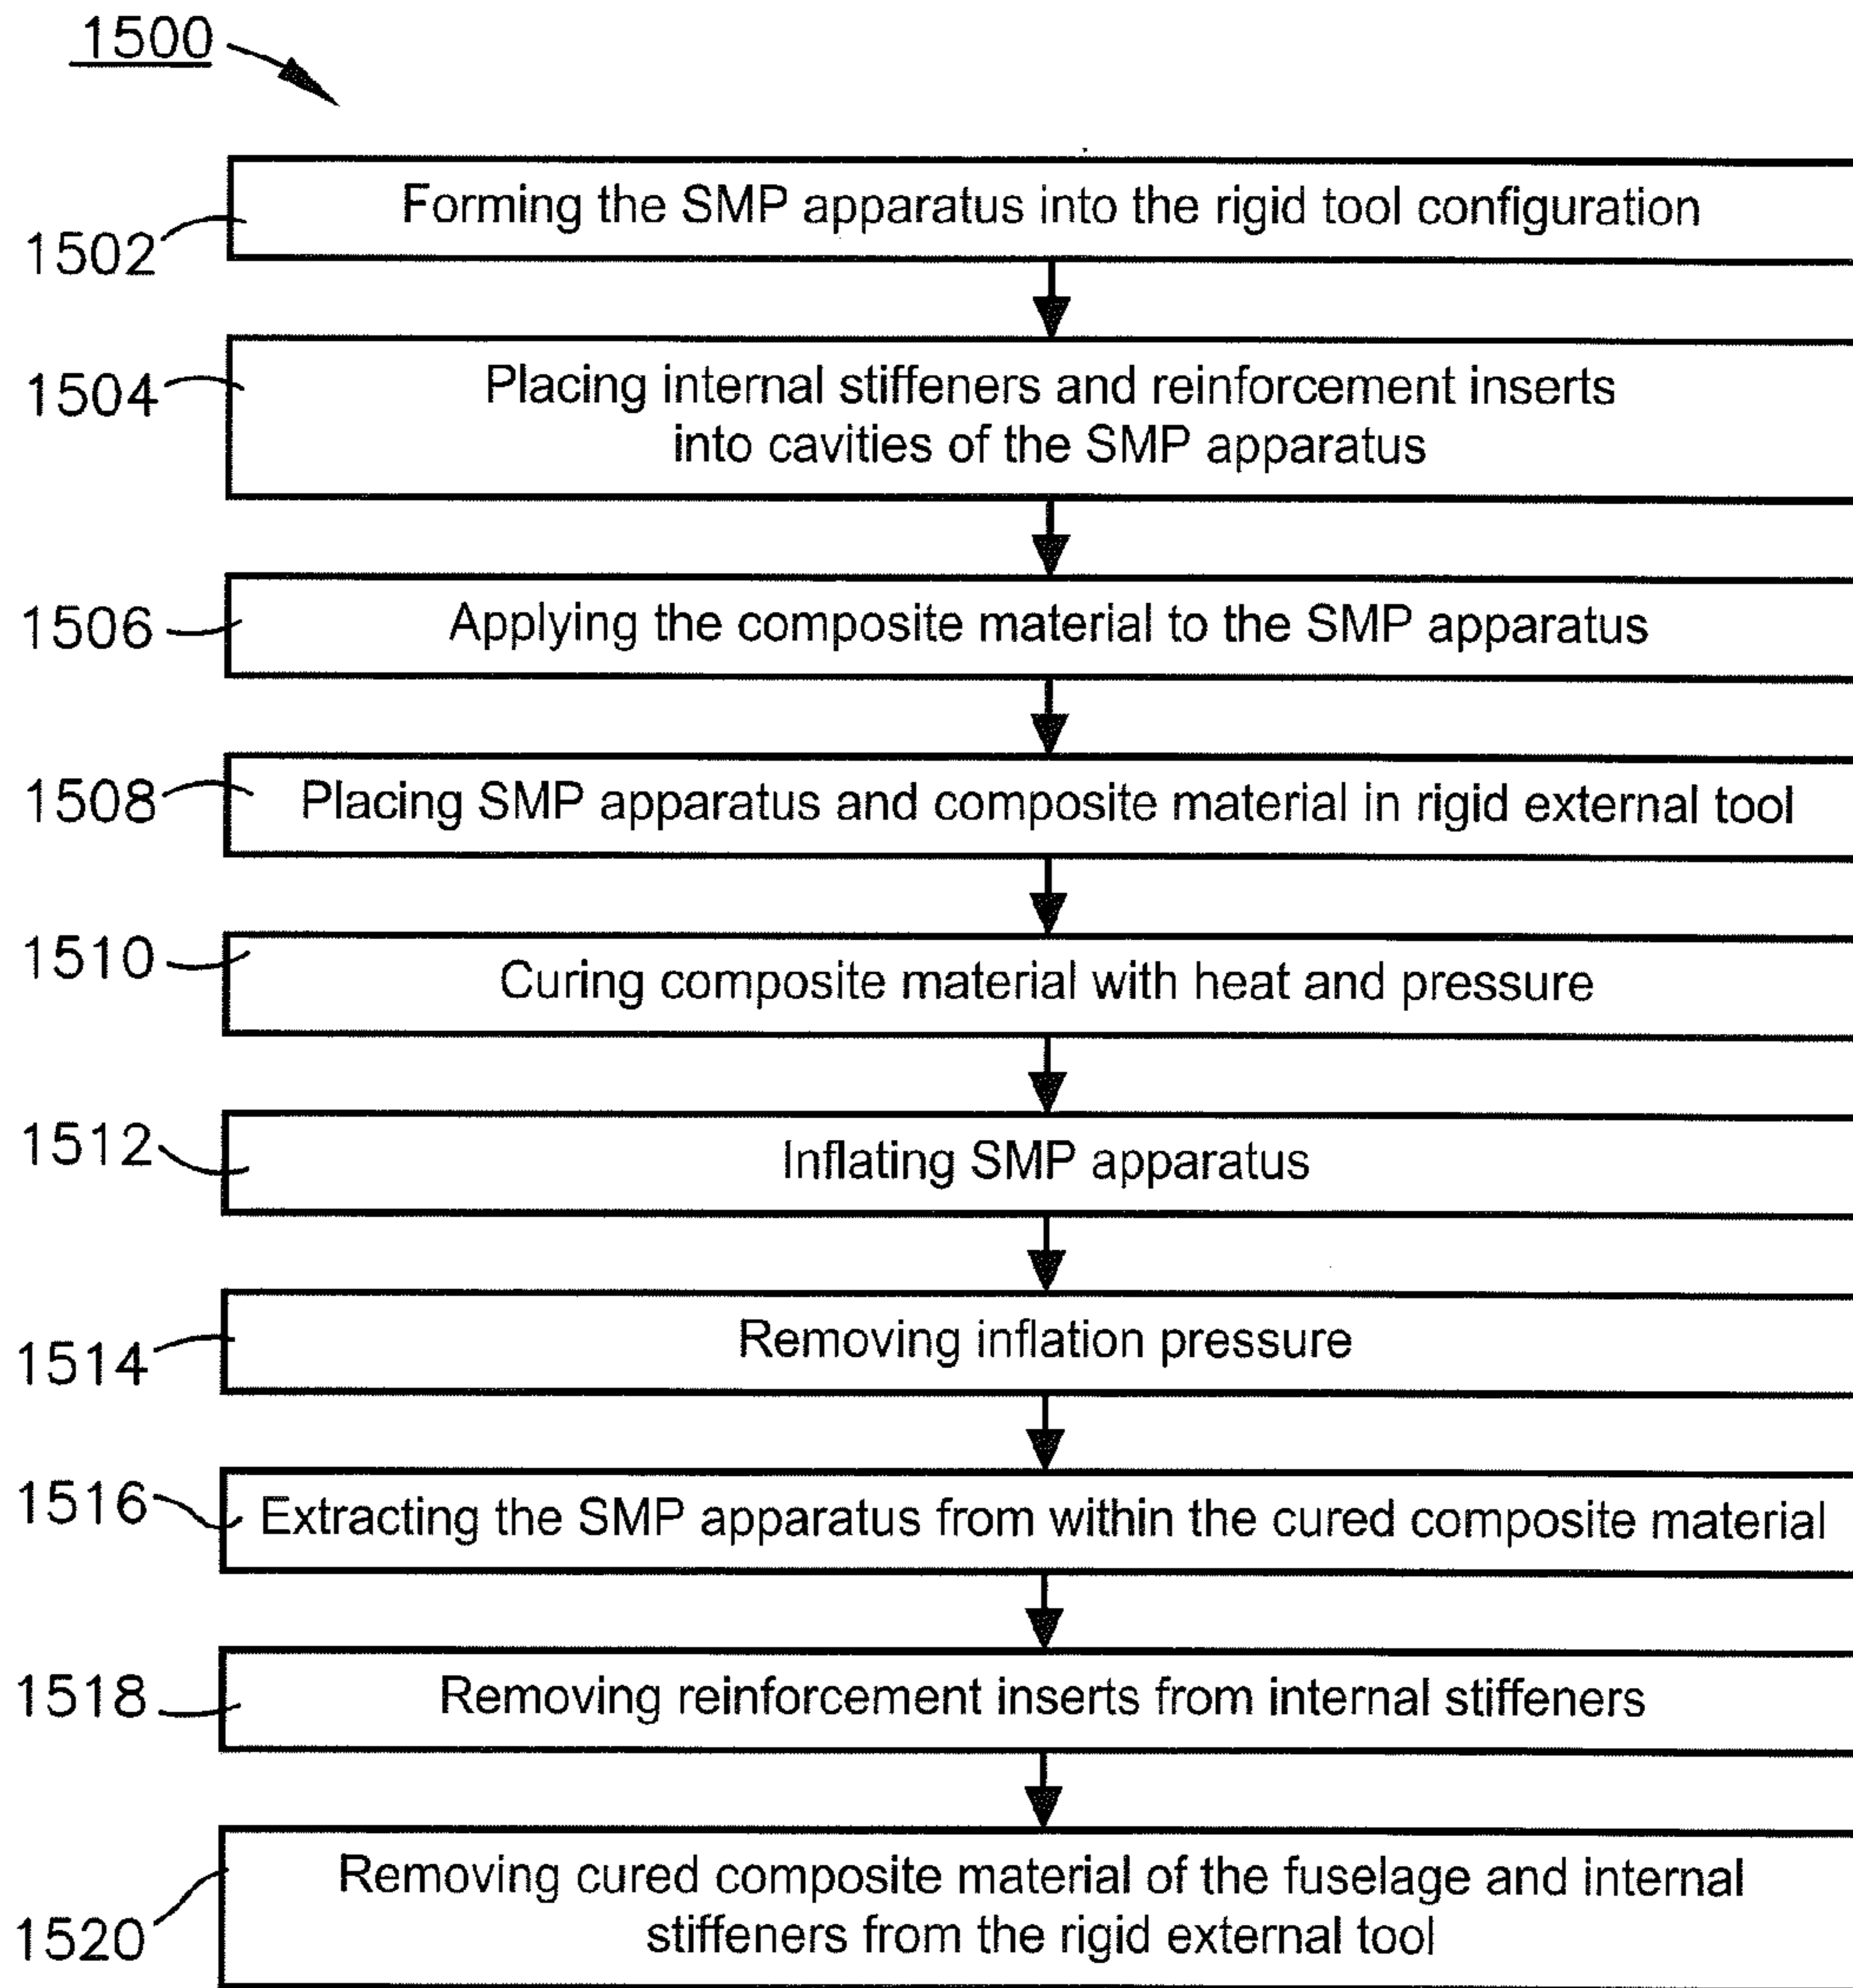 1500
1502
Forming the SMP apparatus into the rigid tool configuration
1504
Placing internal stiffeners and reinforcement inserts
into cavities of the SMP apparatus
1506
Applying the composite material to the SMP apparatus
1508
Placing SMP apparatus and composite material in rigid external tool
1510
Curing composite material with heat and pressure
1512
Inflating SMP apparatus
1514
Removing inflation pressure
1516
Extracting the SMP apparatus from within the cured composite material
1518
Removing reinforcement inserts from internal stiffeners
1520
Removing cured composite material of the fuselage and internal
stiffeners from the rigid external tool